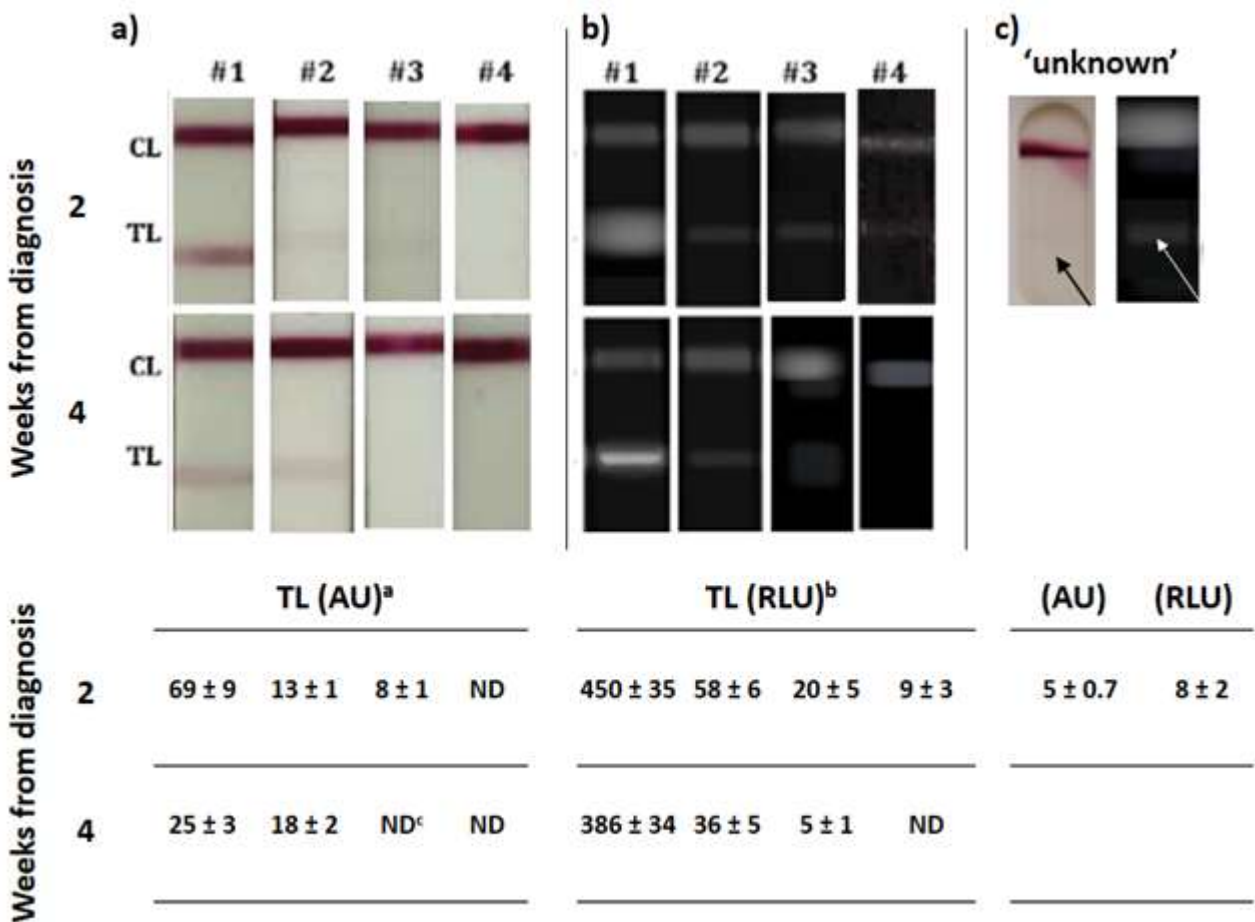 a)
b)
c)
'unknown'
#1 #2 #3 #4
#1 #2 #3 #4
Weeks from diagnosis
2
CL
TL
4
CL
TL
TL (AU)ᵃ
TL (RLU)ᵇ
(AU) (RLU)
Weeks from diagnosis
2
69 ± 9 13 ± 1 8 ± 1 ND
450 ± 35 58 ± 6 20 ± 5 9 ± 3
5 ± 0.7 8 ± 2
4
25 ± 3 18 ± 2 NDᶜ ND
386 ± 34 36 ± 5 5 ± 1 ND